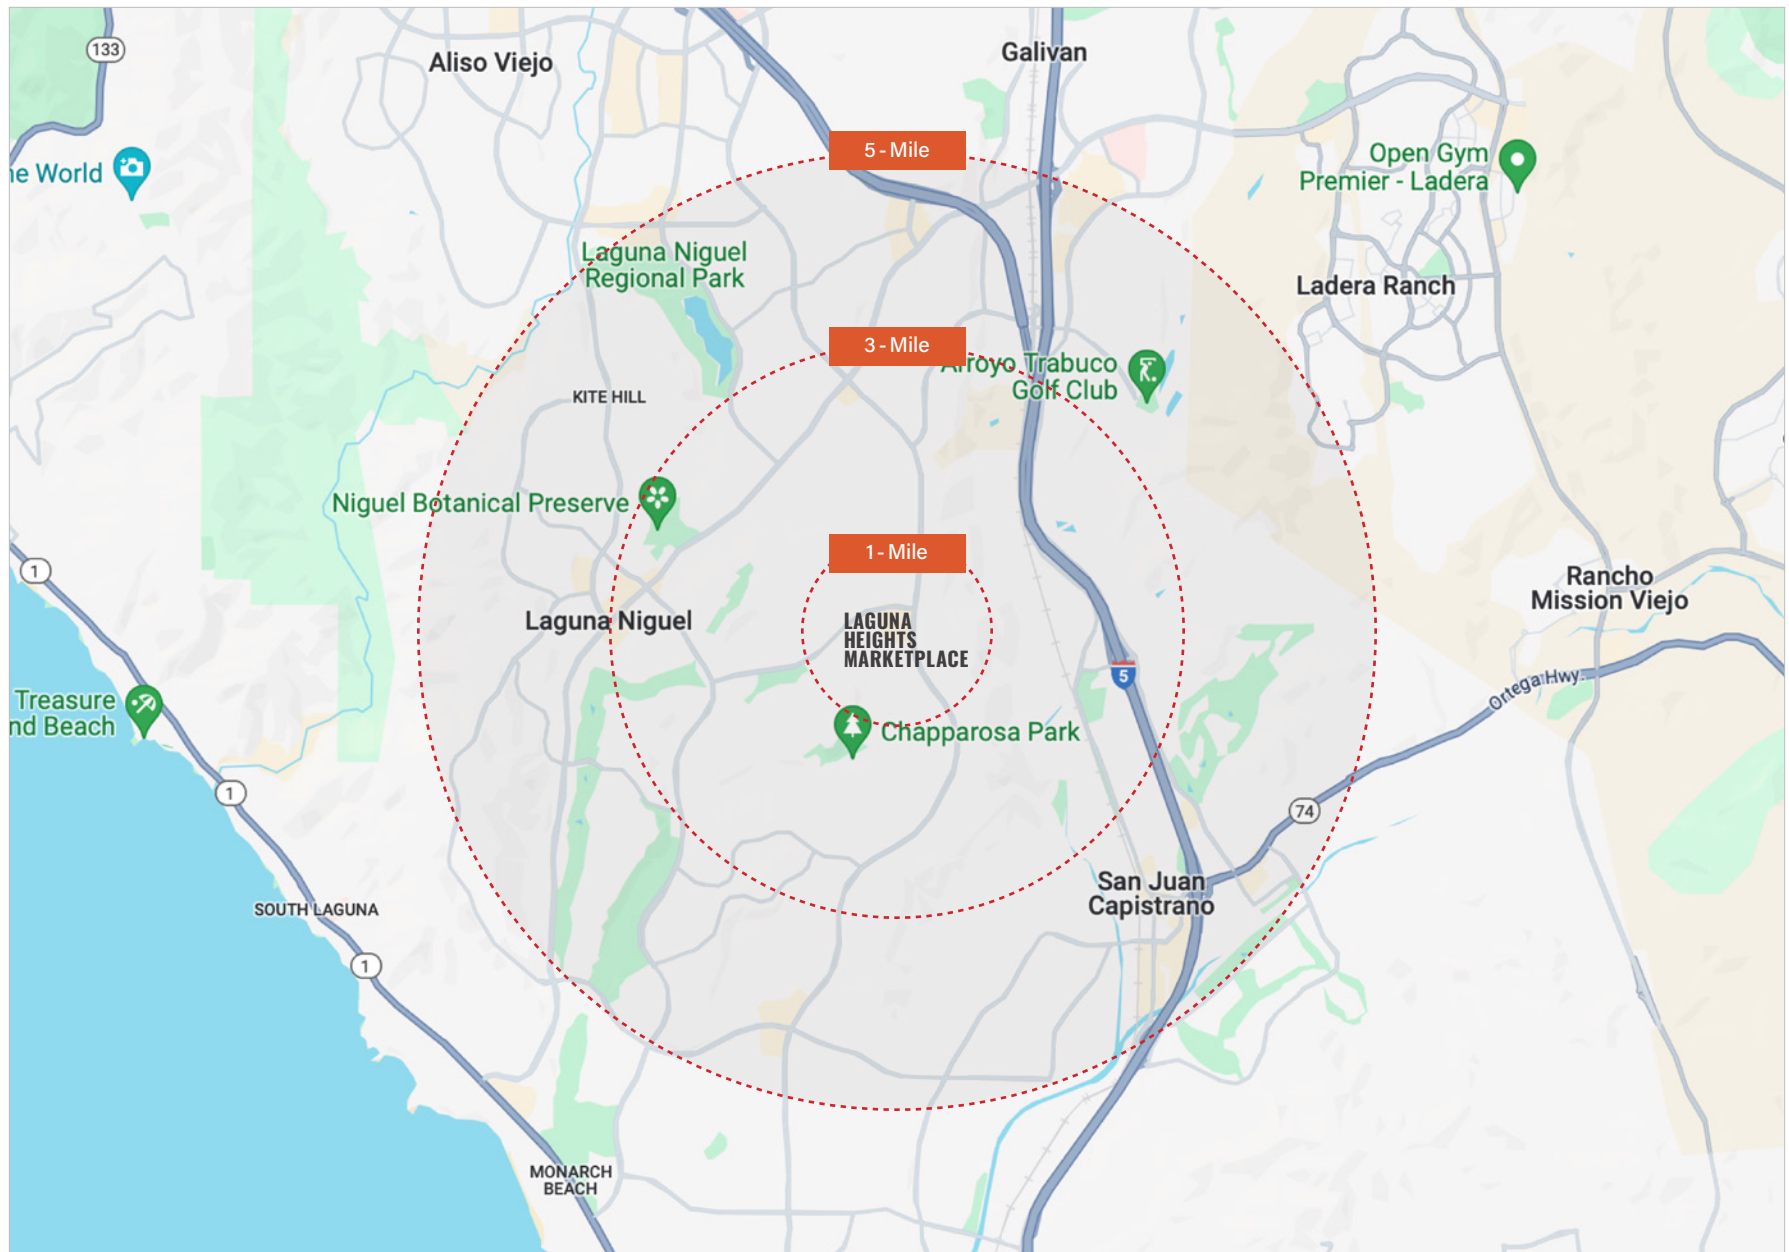 133
Aliso Viejo
Galivan
5 - Mile
Open Gym
Premier - Ladera
ne World
Laguna Niguel
Regional Park
Ladera Ranch
3 - Mile
Arroyo Trabuco
Golf Club
KITE HILL
Niguel Botanical Preserve
1 - Mile
1
Rancho
Mission Viejo
Laguna Niguel
LAGUNA
HEIGHTS
MARKETPLACE
5
Ortega Hwy.
Treasure
nd Beach
Chapparosa Park
1
74
San Juan
Capistrano
SOUTH LAGUNA
1
MONARCH
BEACH